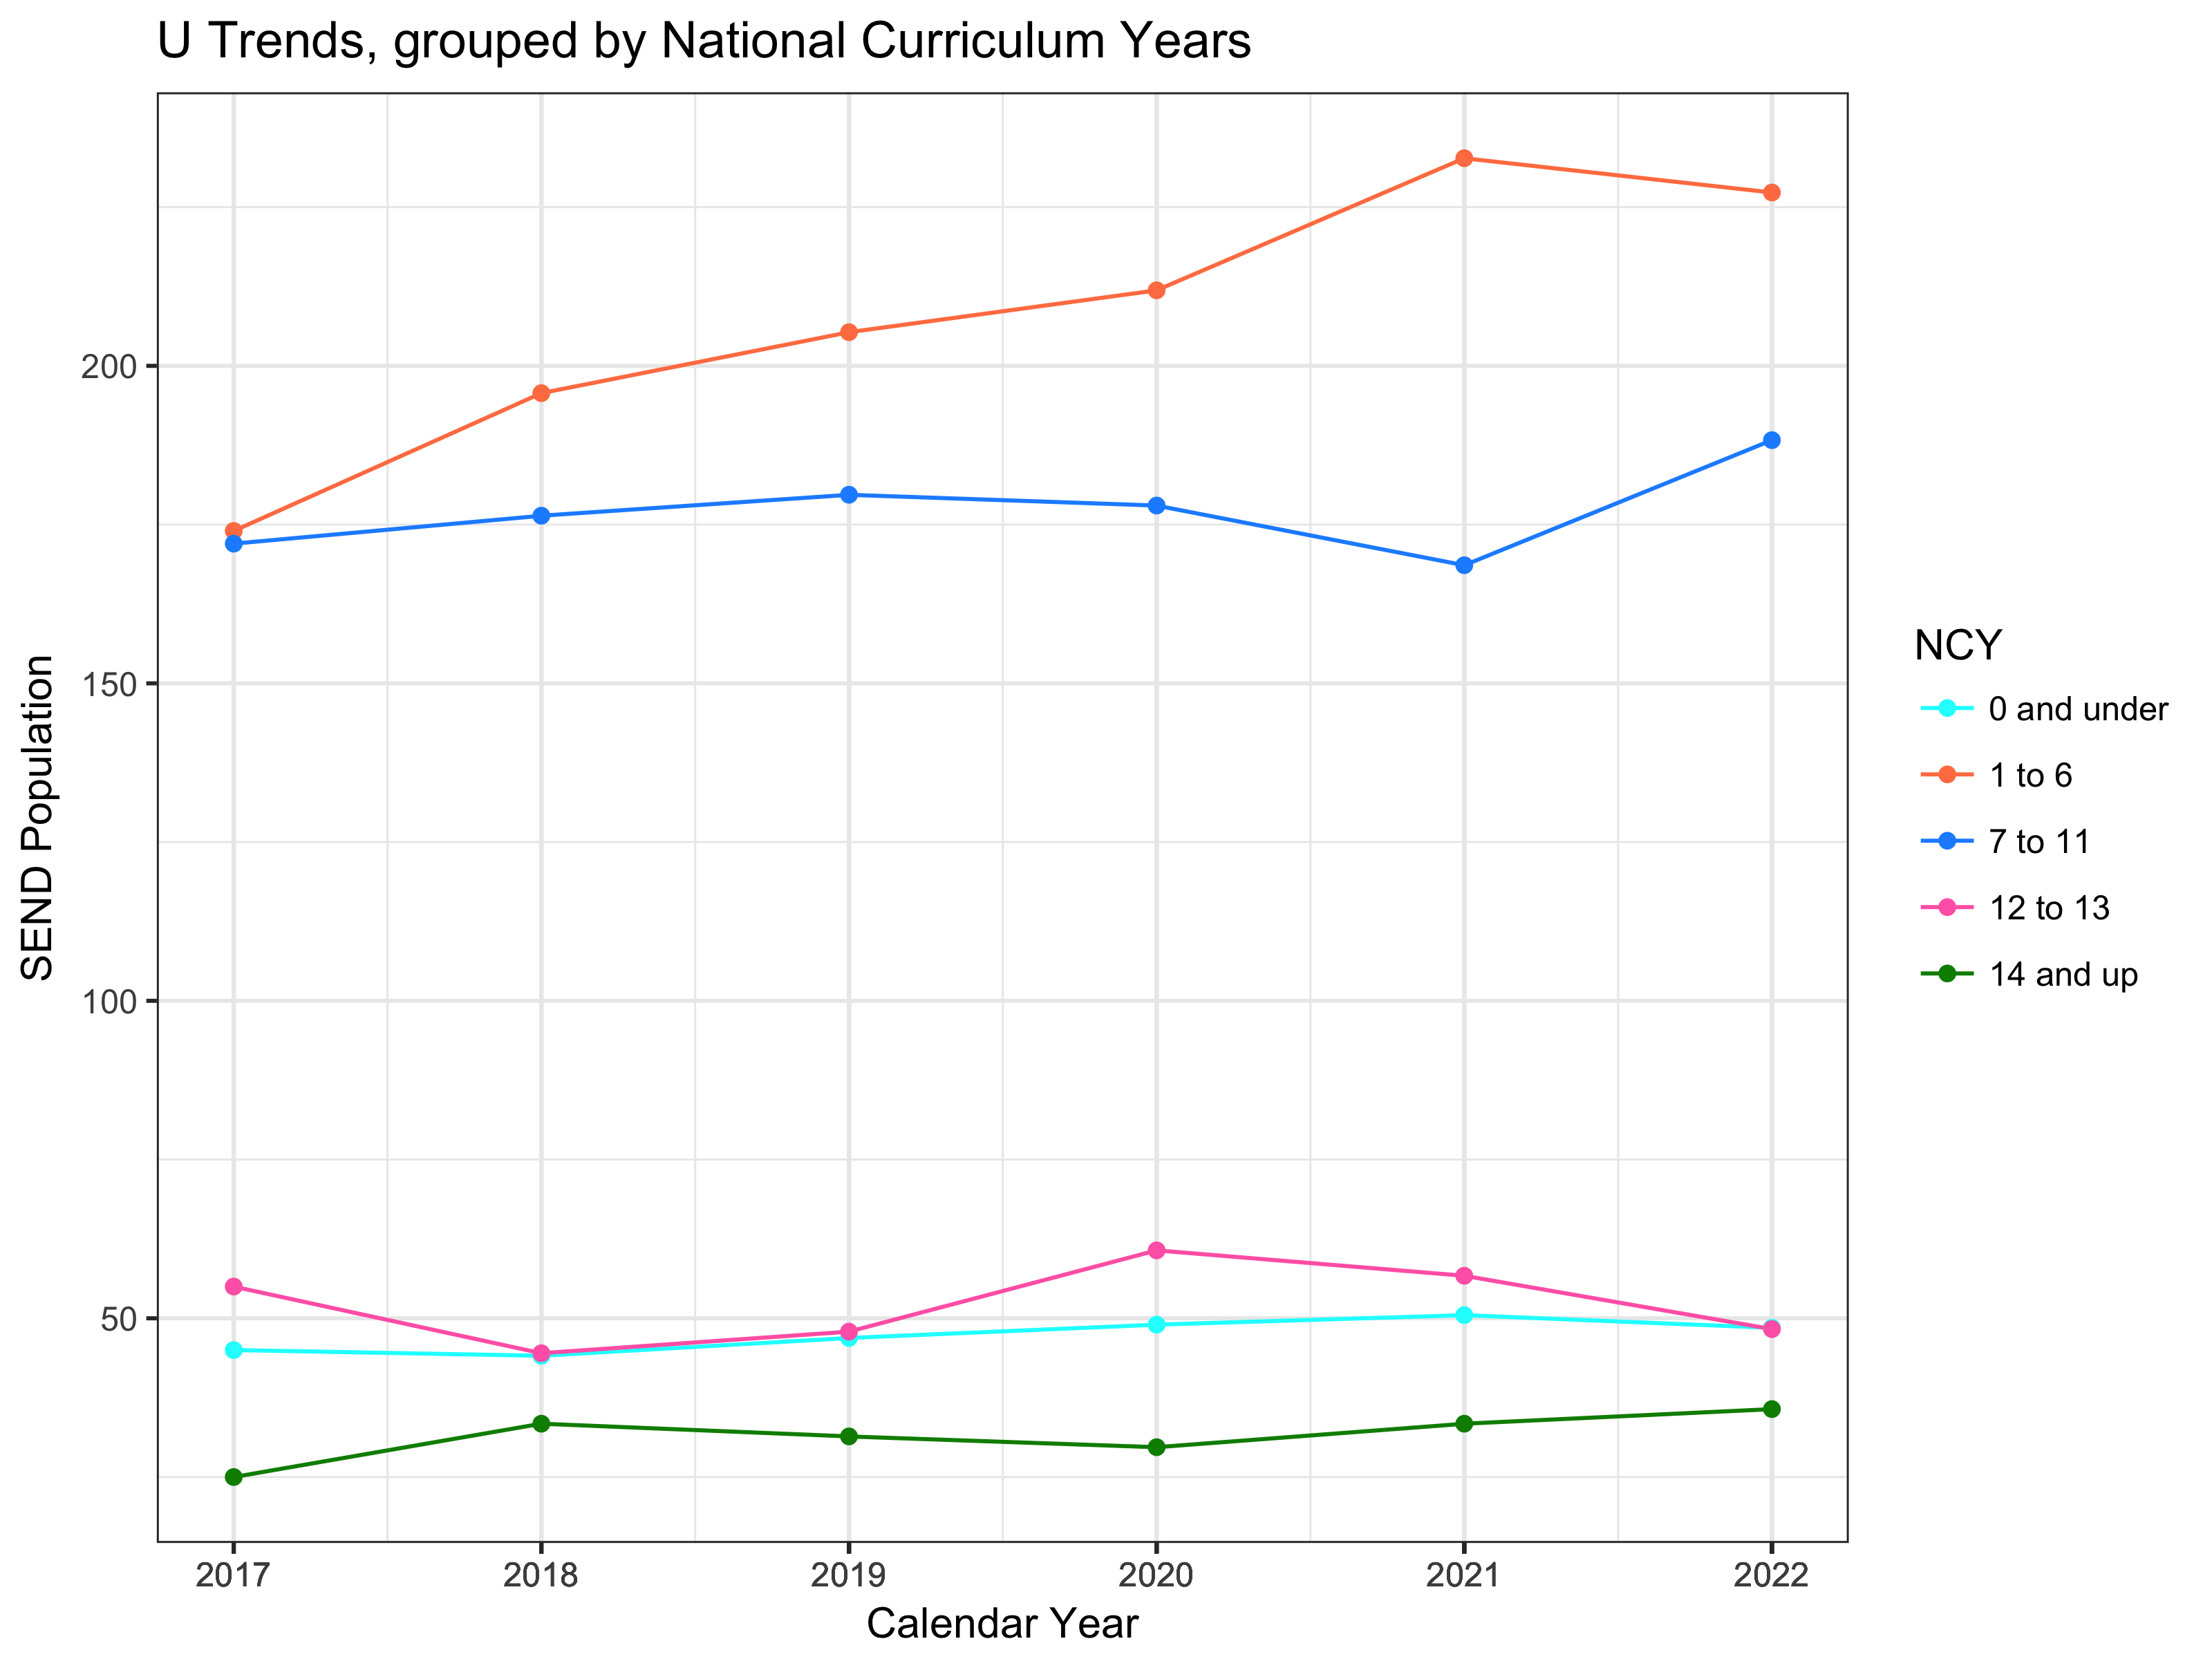 U Trends, grouped by National Curriculum Years
200
150
100
50
SEND Population
2017 2018 2019 2020 2021 2022
Calendar Year
NCY
0 and under
1 to 6
7 to 11
12 to 13
14 and up